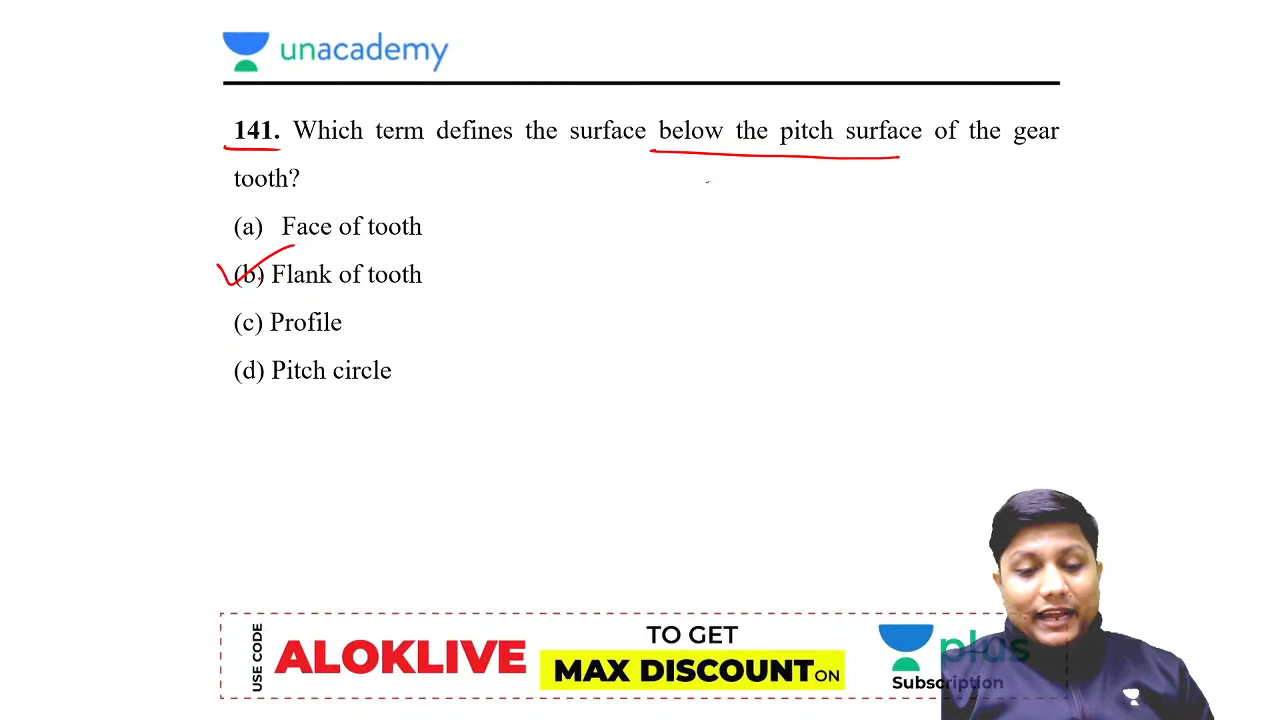 unacademy
141. Which term defines the surface below the pitch surface of the gear
tooth?
(a) Face of tooth
(b) Flank of tooth
(c) Profile
(d) Pitch circle
USE CODE
ALOKLIVE
TO GET
MAX DISCOUNT ON
plus
Subscription